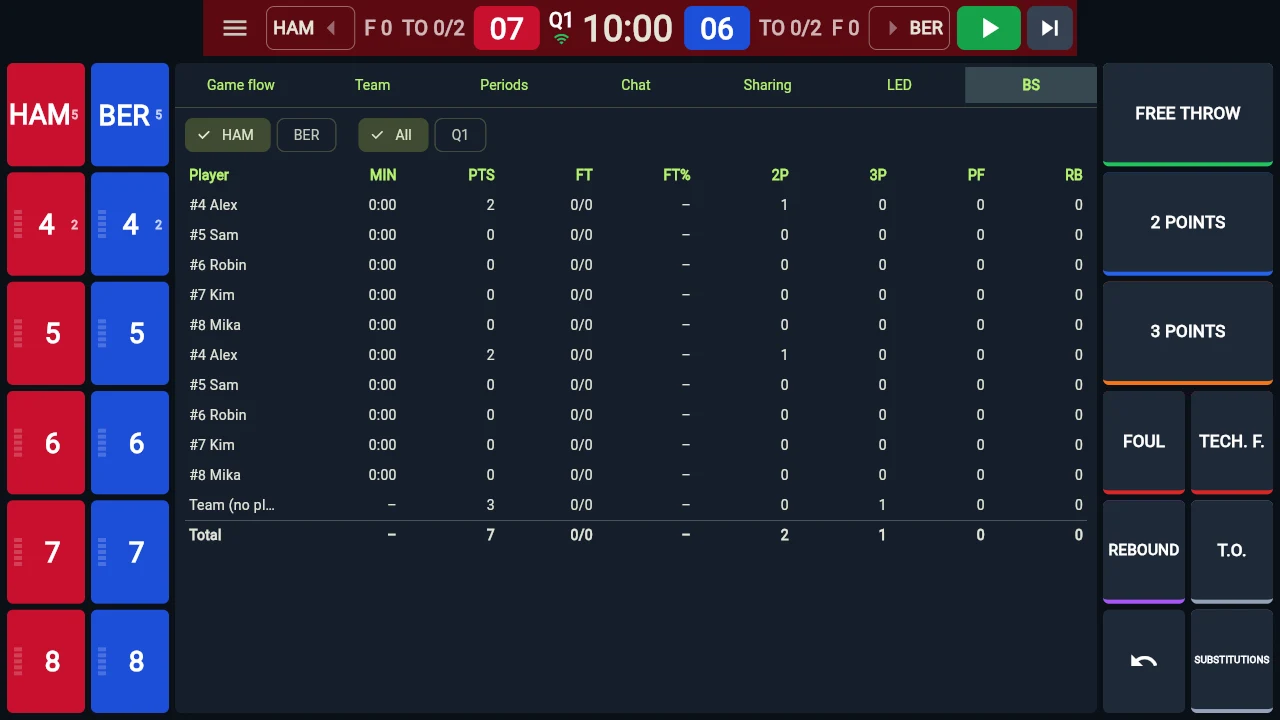 HAM F 0 TO 0/2 07 Q1 10:00 06 TO 0/2 F 0 BER
HAM 5 BER 5
4 2 4 2
5 5
6 6
7 7
8 8
Game flow Team Periods Chat Sharing LED BS
HAM BER All Q1
Player MIN PTS FT FT% 2P 3P PF RB
#4 Alex 0:00 2 0/0 – 1 0 0 0
#5 Sam 0:00 0 0/0 – 0 0 0 0
#6 Robin 0:00 0 0/0 – 0 0 0 0
#7 Kim 0:00 0 0/0 – 0 0 0 0
#8 Mika 0:00 0 0/0 – 0 0 0 0
#4 Alex 0:00 2 0/0 – 1 0 0 0
#5 Sam 0:00 0 0/0 – 0 0 0 0
#6 Robin 0:00 0 0/0 – 0 0 0 0
#7 Kim 0:00 0 0/0 – 0 0 0 0
#8 Mika 0:00 0 0/0 – 0 0 0 0
Team (no pl… – 3 0/0 – 0 1 0 0
Total – 7 0/0 – 2 1 0 0
FREE THROW
2 POINTS
3 POINTS
FOUL TECH. F.
REBOUND T.O.
SUBSTITUTIONS